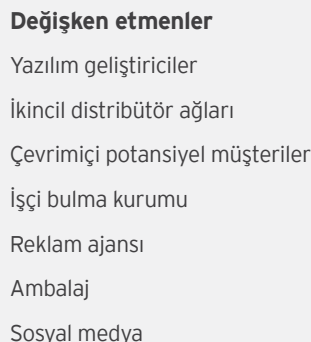 Değişken etmenler
Yazılım geliştiriciler
İkincil distribütör ağları
Çevrimiçi potansiyel müşteriler
İşçi bulma kurumu
Reklam ajansı
Ambalaj
Sosyal medya